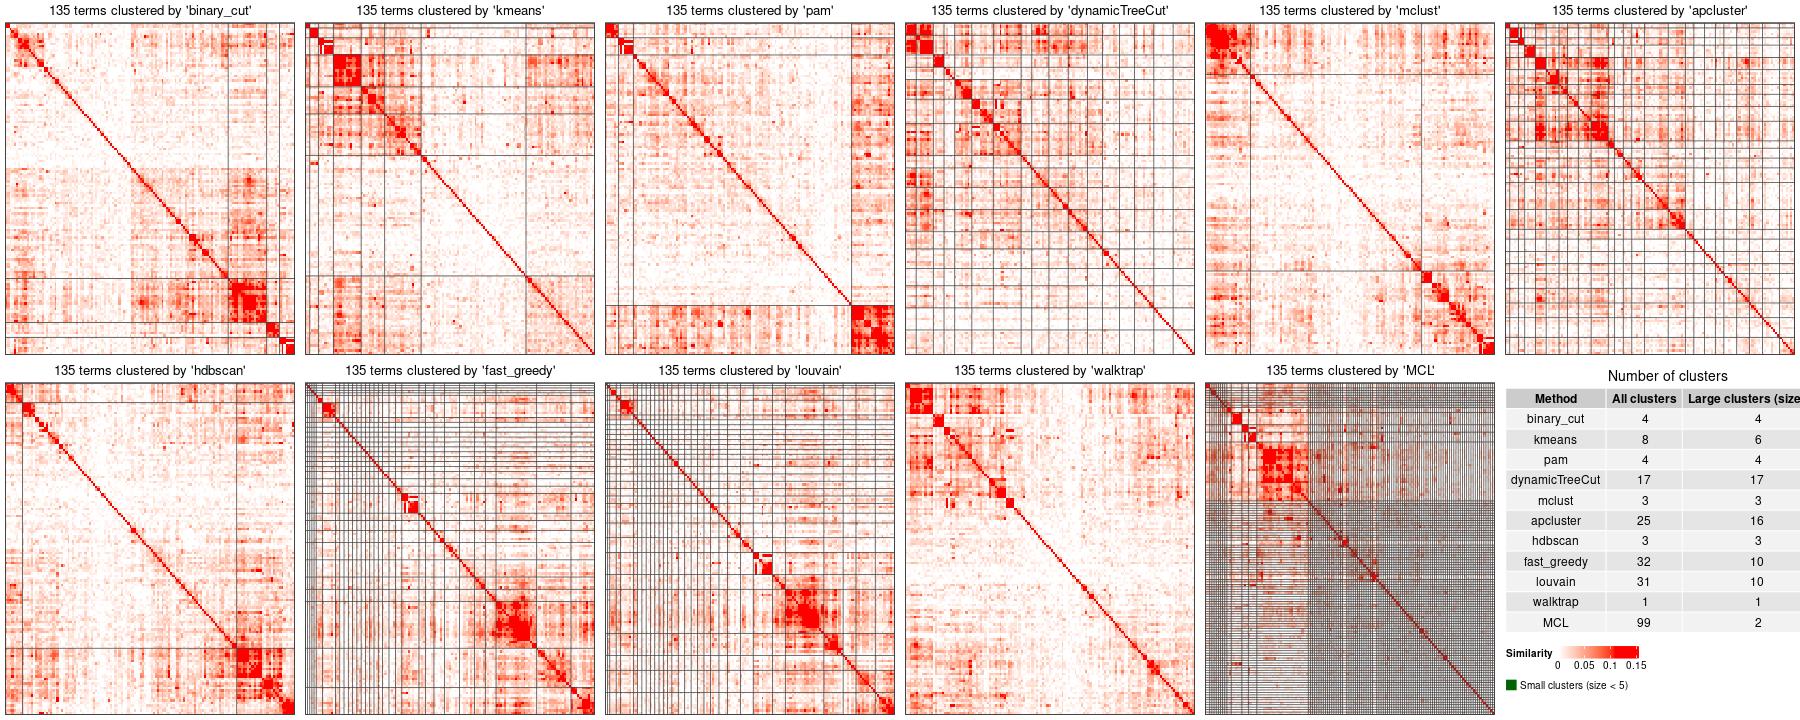 135 terms clustered by 'binary_cut'
135 terms clustered by 'kmeans'
135 terms clustered by 'pam'
135 terms clustered by 'dynamicTreeCut'
135 terms clustered by 'mclust'
135 terms clustered by 'apcluster'
135 terms clustered by 'hdbscan'
135 terms clustered by 'fast_greedy'
135 terms clustered by 'louvain'
135 terms clustered by 'walktrap'
135 terms clustered by 'MCL'
Number of clusters
Method All clusters Large clusters (size
binary_cut 4 4
kmeans 8 6
pam 4 4
dynamicTreeCut 17 17
mclust 3 3
apcluster 25 16
hdbscan 3 3
fast_greedy 32 10
louvain 31 10
walktrap 1 1
MCL 99 2
Similarity
0 0.05 0.1 0.15
Small clusters (size < 5)